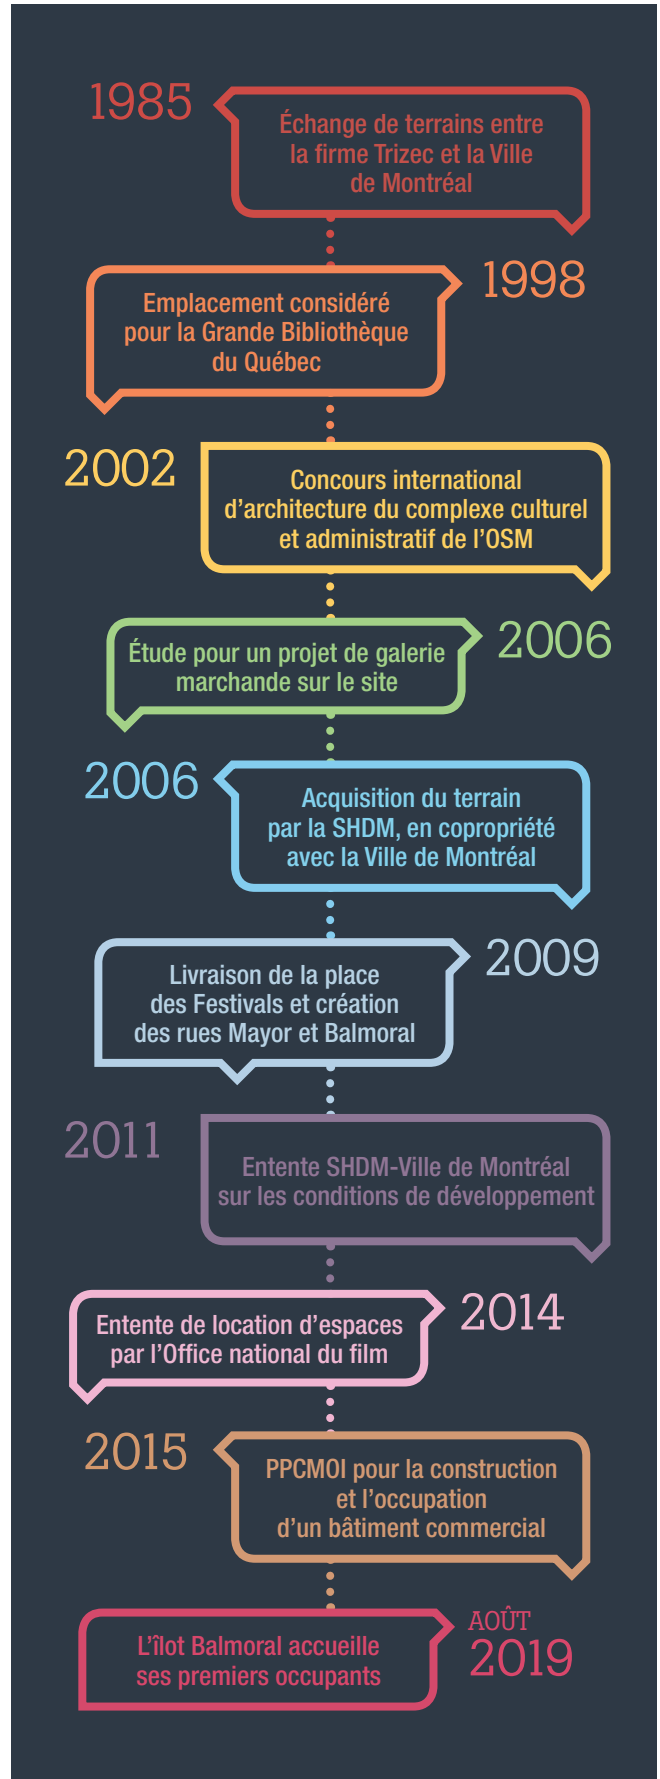 1985
Échange de terrains entre
la firme Trizec et la Ville
de Montréal
1998
Emplacement considéré
pour la Grande Bibliothèque
du Québec
2002
Concours international
d’architecture du complexe culturel
et administratif de l’OSM
2006
Étude pour un projet de galerie
marchande sur le site
2006
Acquisition du terrain
par la SHDM, en copropriété
avec la Ville de Montréal
2009
Livraison de la place
des Festivals et création
des rues Mayor et Balmoral
2011
Entente SHDM-Ville de Montréal
sur les conditions de développement
2014
Entente de location d’espaces
par l’Office national du film
2015
PPCMOI pour la construction
et l’occupation
d’un bâtiment commercial
AOÛT
2019
L’îlot Balmoral accueille
ses premiers occupants